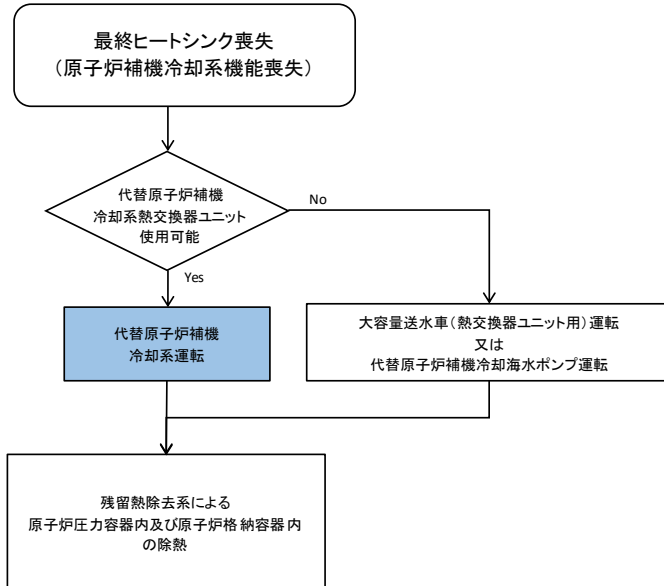 最終ヒートシンク喪失
(原子炉補機冷却系機能喪失)
代替原子炉補機
冷却系熱交換器ユニット
使用可能
No
Yes
代替原子炉補機
冷却系運転
大容量送水車(熱交換器ユニット用)運転
又は
代替原子炉補機冷却海水ポンプ運転
残留熱除去系による
原子炉圧力容器内及び原子炉格納容器内
の除熱